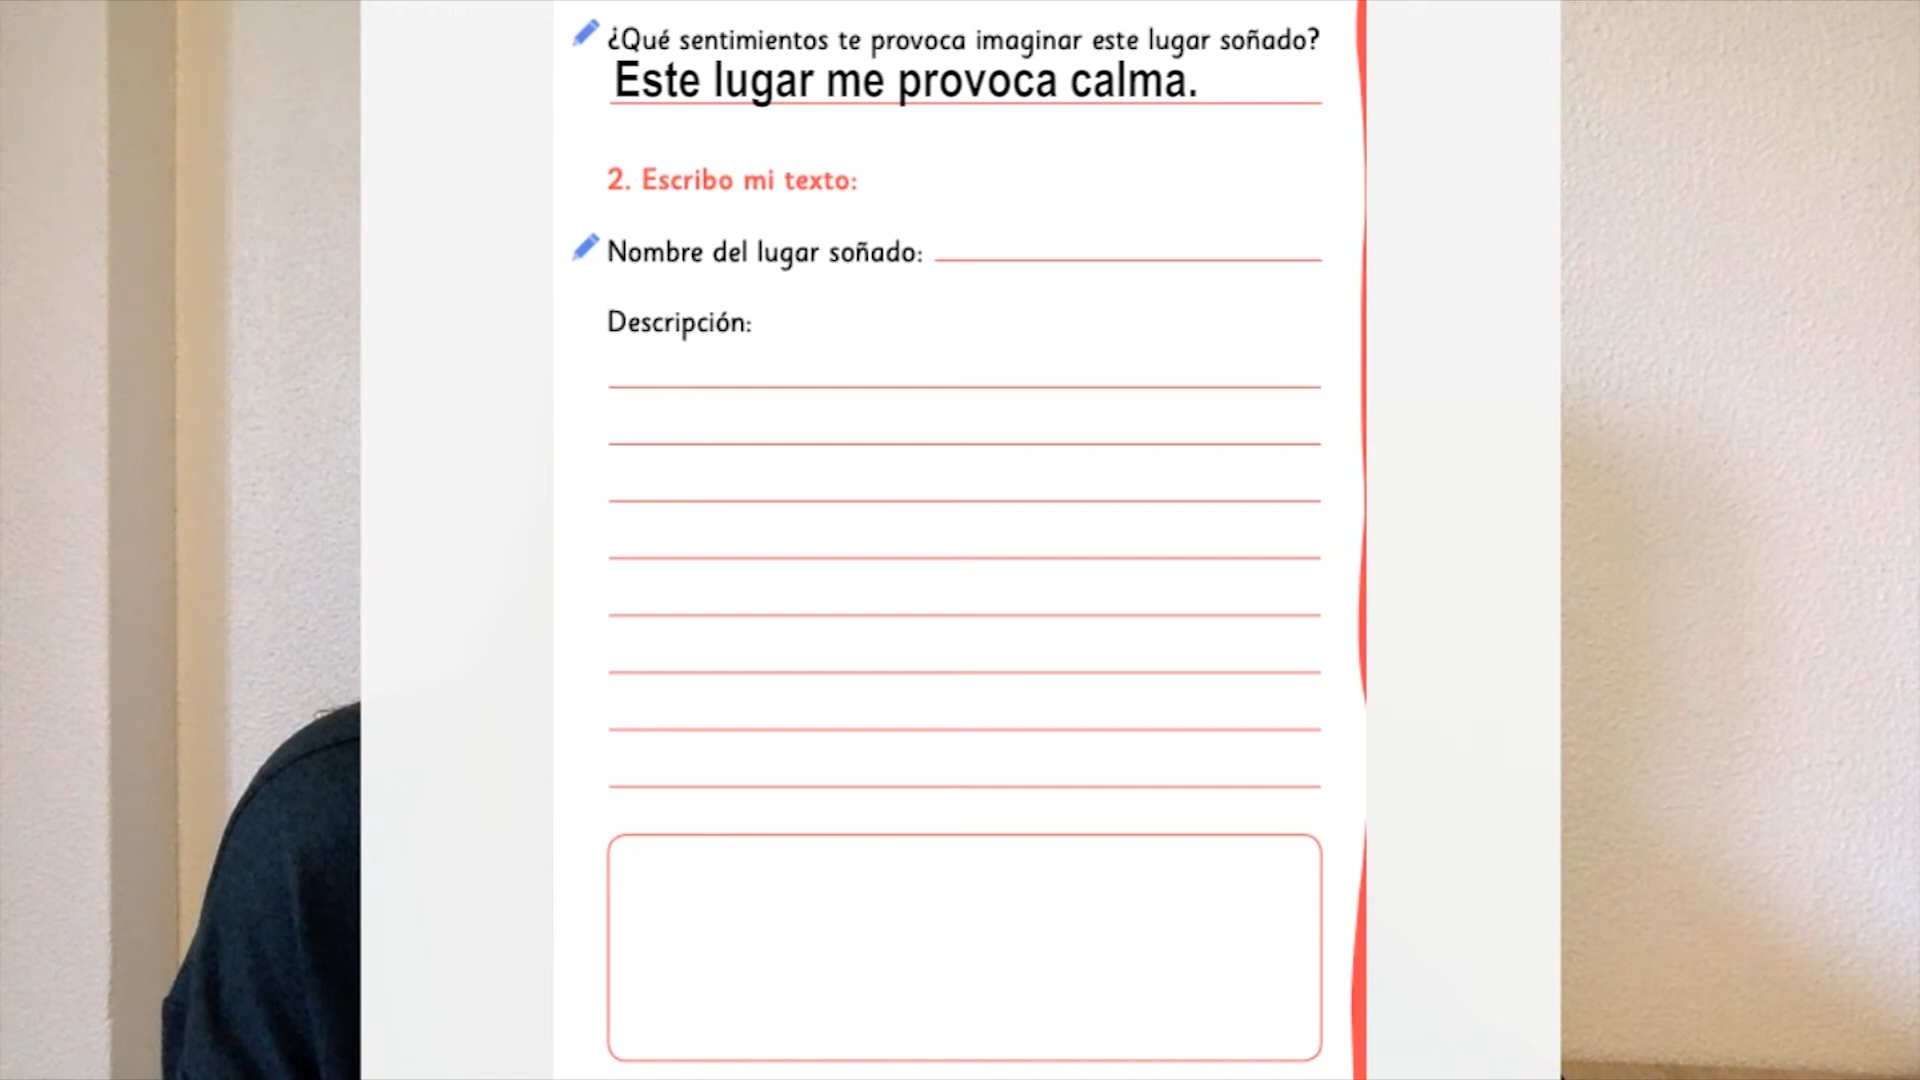 ¿Qué sentimientos te provoca imaginar este lugar soñado?
Este lugar me provoca calma.
2. Escribo mi texto:
Nombre del lugar soñado:
Descripción: